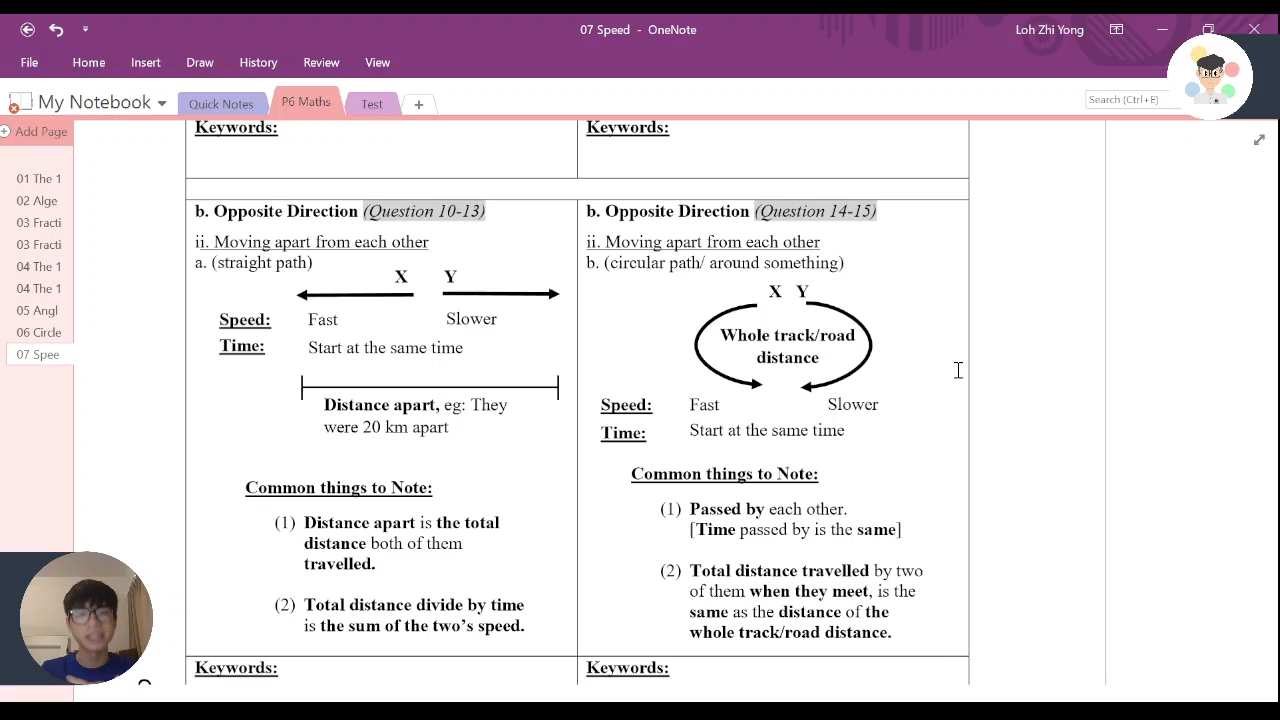 07 Speed - OneNote
Loh Zhi Yong
File Home Insert Draw History Review View
My Notebook Quick Notes P6 Maths Test + Search (Ctrl+E)
Add Page
01 The 1
02 Alge
03 Fracti
03 Fracti
04 The 1
04 The 1
05 Angl
06 Circle
07 Spee
Keywords:
b. Opposite Direction (Question 10-13)
ii. Moving apart from each other
a. (straight path)
X Y
Speed: Fast Slower
Time: Start at the same time
Distance apart, eg: They
were 20 km apart
Common things to Note:
(1) Distance apart is the total
distance both of them
travelled.
(2) Total distance divide by time
is the sum of the two's speed.
Keywords:
Keywords:
b. Opposite Direction (Question 14-15)
ii. Moving apart from each other
b. (circular path/ around something)
X Y
Whole track/road
distance
Speed: Fast Slower
Time: Start at the same time
Common things to Note:
(1) Passed by each other.
[Time passed by is the same]
(2) Total distance travelled by two
of them when they meet, is the
same as the distance of the
whole track/road distance.
Keywords: